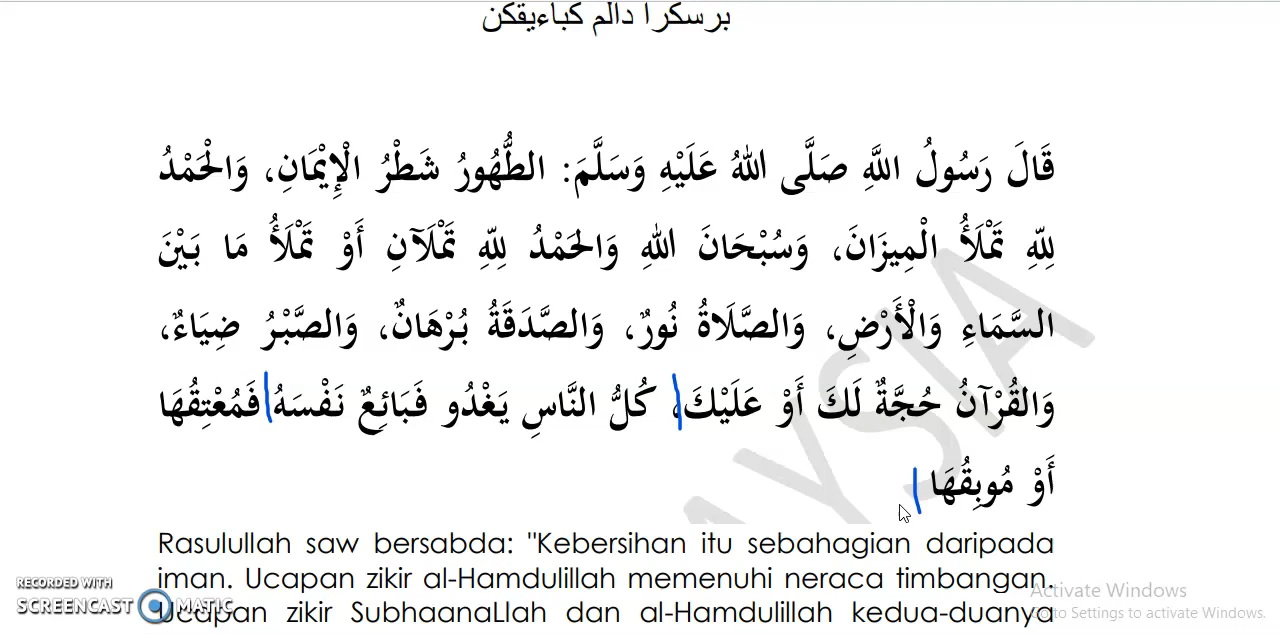 برسكرا دالم كباءيقكن
قَالَ رَسُولُ اللَّهِ صَلَّى اللهُ عَلَيْهِ وَسَلَّمَ: الطُّهُورُ شَطْرُ الْإِيْمَانِ، وَالْحَمْدُ
لِلّهِ تَمْلَأُ الْمِيزَانَ، وَسُبْحَانَ اللهِ وَالحَمْدُ لِلّهِ تَمْلَآنِ أَوْ تَمْلَأُ مَا بَيْنَ
السَّمَاءِ وَالْأَرْضِ، وَالصَّلَاةُ نُورٌ، وَالصَّدَقَةُ بُرْهَانٌ، وَالصَّبْرُ ضِيَاءٌ،
وَالقُرْآنُ حُجَّةٌ لَكَ أَوْ عَلَيْكَ، كُلُّ النَّاسِ يَغْدُو فَبَائِعٌ نَفْسَهُ فَمُعْتِقُهَا
أَوْ مُوبِقُهَا
Rasulullah saw bersabda: "Kebersihan itu sebahagian daripada
iman. Ucapan zikir al-Hamdulillah memenuhi neraca timbangan.
Ucapan zikir SubhaanaLlah dan al-Hamdulillah kedua-duanya
RECORDED WITH
SCREENCAST MATIC
Activate Windows
Go to Settings to activate Windows.